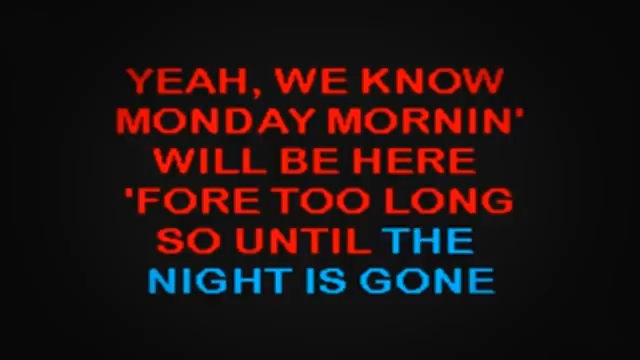 YEAH, WE KNOW
MONDAY MORNIN'
WILL BE HERE
'FORE TOO LONG
SO UNTIL THE
NIGHT IS GONE